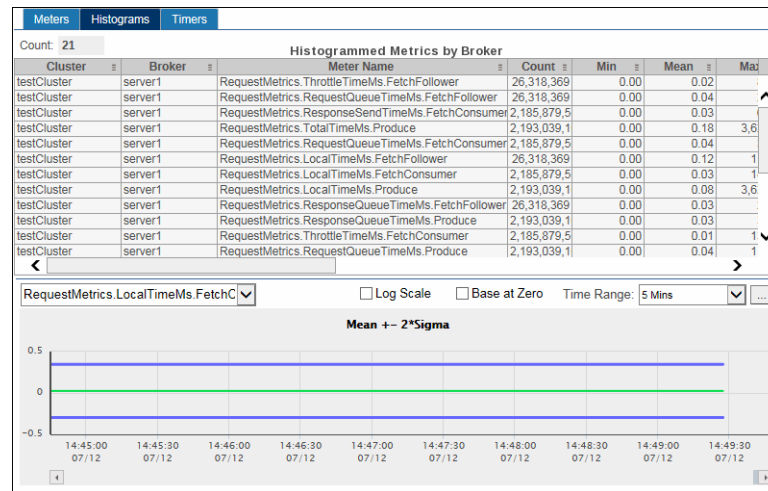 Meters Histograms Timers
Count: 21
Histogrammed Metrics by Broker
Cluster Broker Meter Name Count Min Mean Max
testCluster server1 RequestMetrics.ThrottleTimeMs.FetchFollower 26,318,369 0.00 0.02
testCluster server1 RequestMetrics.RequestQueueTimeMs.FetchFollower 26,318,369 0.00 0.04
testCluster server1 RequestMetrics.ResponseSendTimeMs.FetchConsumer 2,185,879,5 0.00 0.03
testCluster server1 RequestMetrics.TotalTimeMs.Produce 2,193,039,1 0.00 0.18 3,6
testCluster server1 RequestMetrics.RequestQueueTimeMs.FetchConsumer 2,185,879,5 0.00 0.04
testCluster server1 RequestMetrics.LocalTimeMs.FetchFollower 26,318,369 0.00 0.12 1
testCluster server1 RequestMetrics.LocalTimeMs.FetchConsumer 2,185,879,5 0.00 0.03 1
testCluster server1 RequestMetrics.LocalTimeMs.Produce 2,193,039,1 0.00 0.08 3,6
testCluster server1 RequestMetrics.ResponseQueueTimeMs.FetchFollower 26,318,369 0.00 0.03
testCluster server1 RequestMetrics.ResponseQueueTimeMs.Produce 2,193,039,1 0.00 0.03
testCluster server1 RequestMetrics.ThrottleTimeMs.FetchConsumer 2,185,879,5 0.00 0.01 1
testCluster server1 RequestMetrics.RequestQueueTimeMs.Produce 2,193,039,1 0.00 0.04 1
RequestMetrics.LocalTimeMs.FetchC Log Scale Base at Zero Time Range: 5 Mins ...
Mean +- 2*Sigma
0.5
0
-0.5
14:45:00 14:45:30 14:46:00 14:46:30 14:47:00 14:47:30 14:48:00 14:48:30 14:49:00 14:49:30
07/12 07/12 07/12 07/12 07/12 07/12 07/12 07/12 07/12 07/12